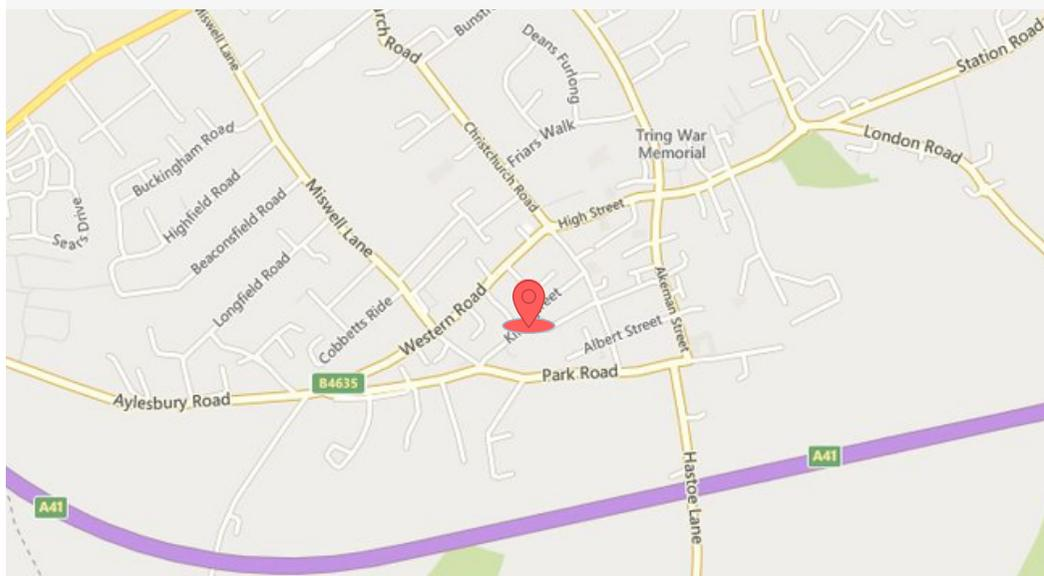 Miswell Lane
rch Road
Bunst
Deans Furlong
Station Road
Tring War
Memorial
London Road
Friars Walk
Christchurch Road
Buckingham Road
Highfield Road
Beaconsfield Road
Miswell Lane
High Street
Sears Drive
Longfield Road
Akeman Street
Cobbetts Ride
Western Road
Albert Street
Park Road
B4635
Aylesbury Road
A41
Hastoe Lane
A41